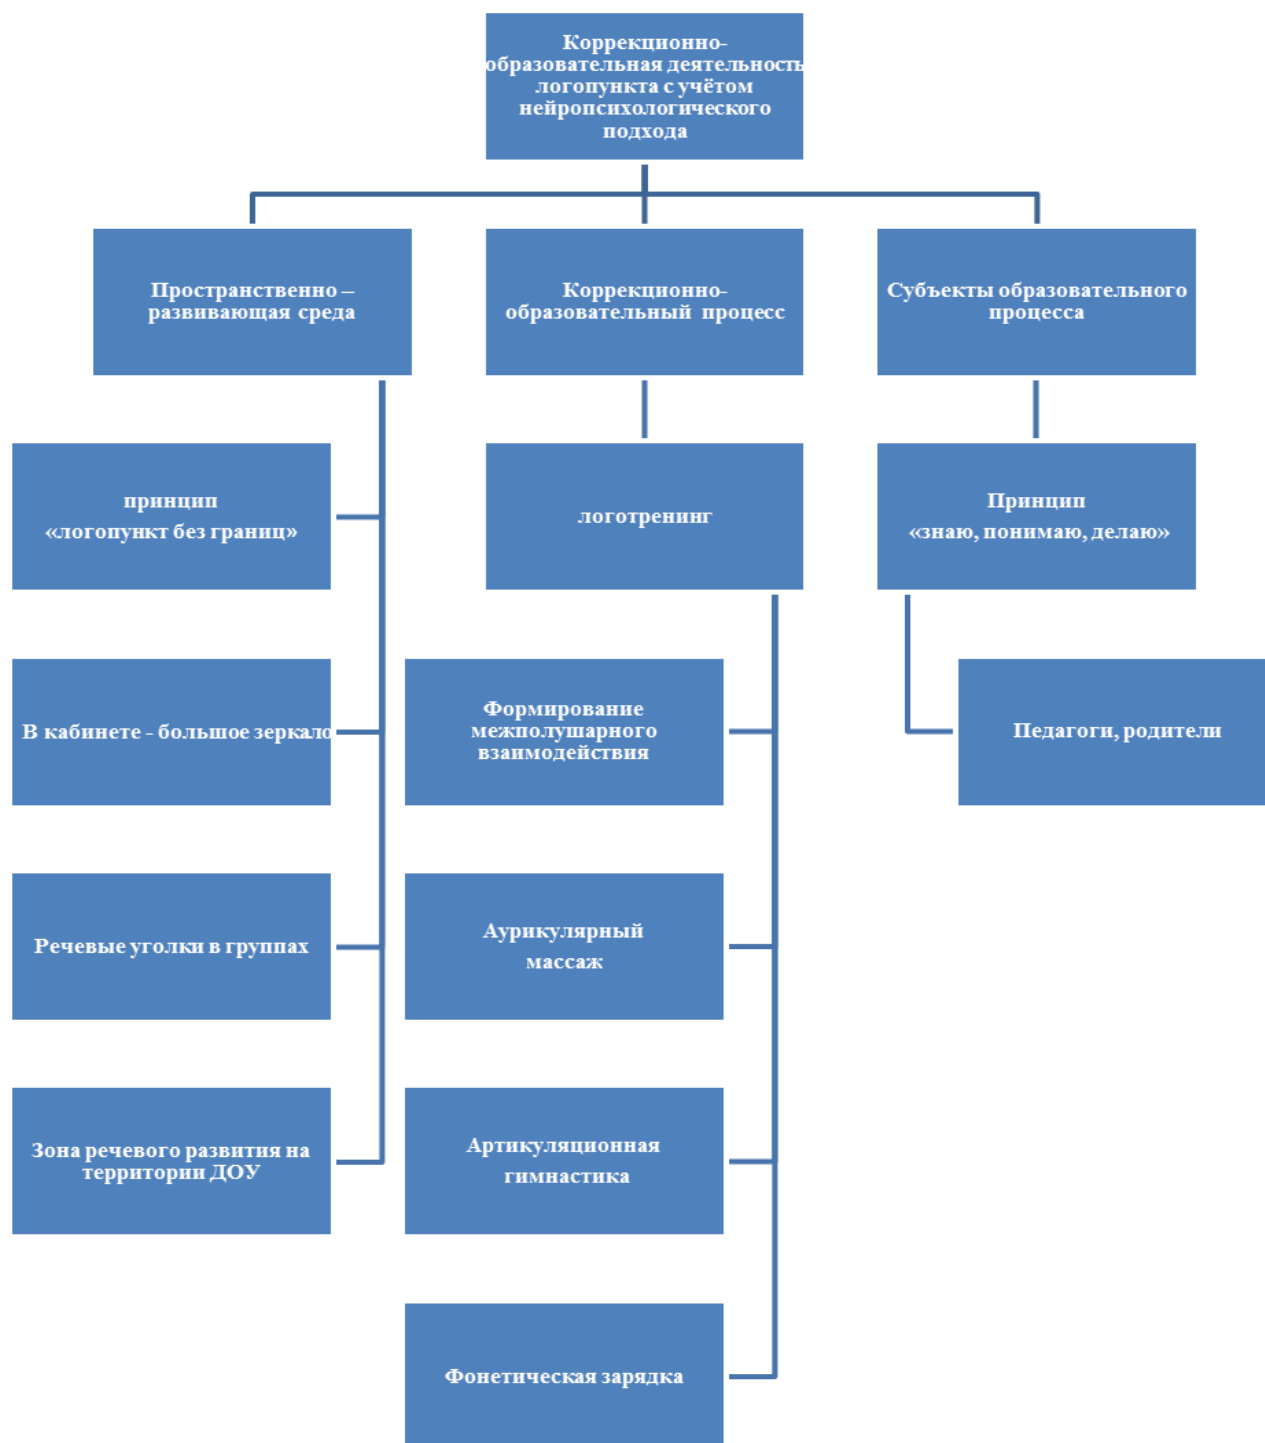 Коррекционно-
образовательная деятельность
логопункта с учётом
нейропсихологического
подхода
Пространственно –
развивающая среда
Коррекционно-
образовательный процесс
Субъекты образовательного
процесса
принцип
«логопункт без границ»
логотренинг
Принцип
«знаю, понимаю, делаю»
В кабинете - большое зеркало
Формирование
межполушарного
взаимодействия
Педагоги, родители
Речевые уголки в группах
Аурикулярный
массаж
Зона речевого развития на
территории ДОУ
Артикуляционная
гимнастика
Фонетическая зарядка